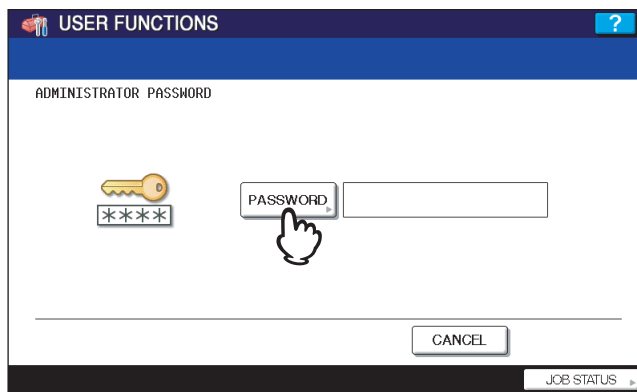 USER FUNCTIONS
?
ADMINISTRATOR PASSWORD
****
PASSWORD
CANCEL
JOB STATUS